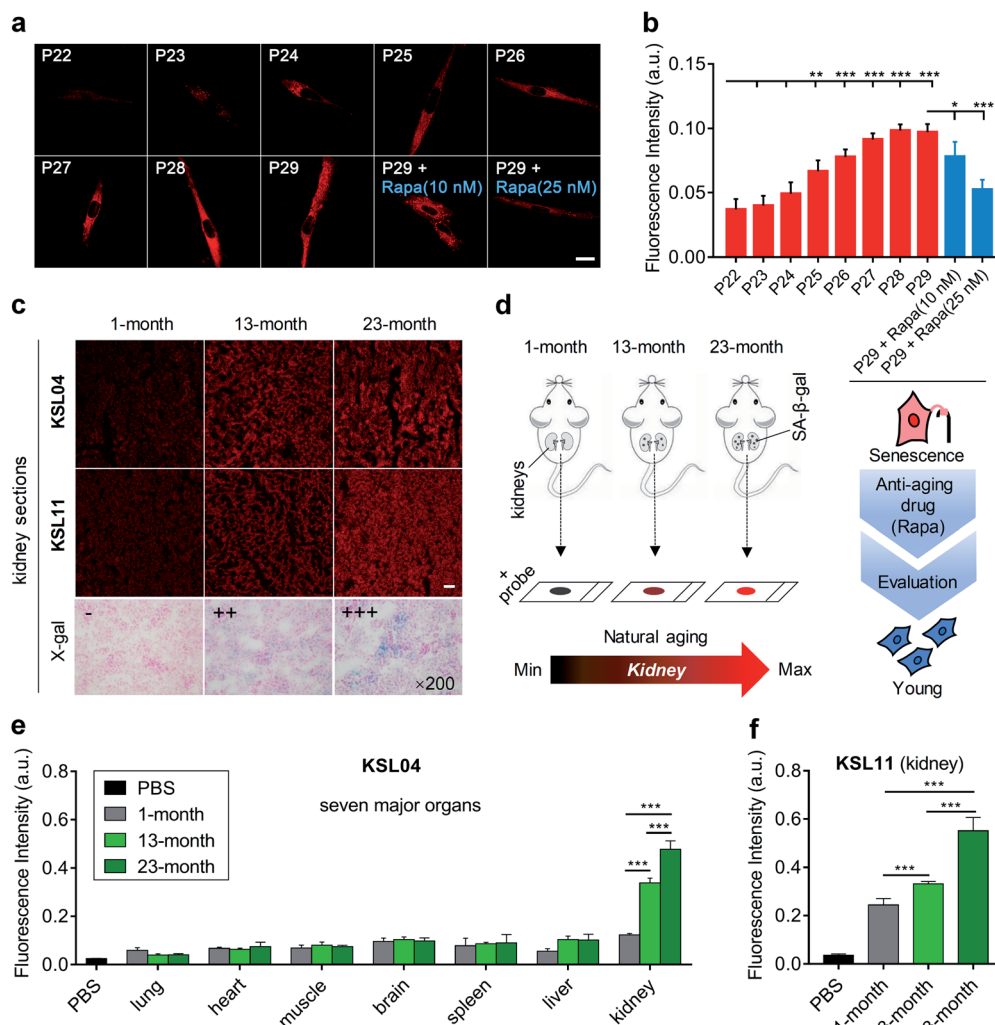 a
P22
P23
P24
P25
P26
P27
P28
P29
P29 +
Rapa(10 nM)
P29 +
Rapa(25 nM)
b
Fluorescence Intensity (a.u.)
0.15
0.10
0.05
0.00
** *** *** *** ***
* ***
P22
P23
P24
P25
P26
P27
P28
P29
P29 + Rapa(10 nM)
P29 + Rapa(25 nM)
Senescence
Anti-aging
drug
(Rapa)
Evaluation
Young
c
1-month 13-month 23-month
kidney sections
KSL04
KSL11
X-gal
-
++
+++
×200
d
1-month 13-month 23-month
SA-β-gal
kidneys
+
probe
Natural aging
Min
Kidney
Max
e
KSL04
seven major organs
Fluorescence Intensity (a.u.)
0.8
0.6
0.4
0.2
0.0
PBS
1-month
13-month
23-month
***
***
***
PBS
lung
heart
muscle
brain
spleen
liver
kidney
f
KSL11 (kidney)
Fluorescence Intensity (a.u.)
0.8
0.6
0.4
0.2
0.0
***
***
***
PBS
1-month
3-month
3-month